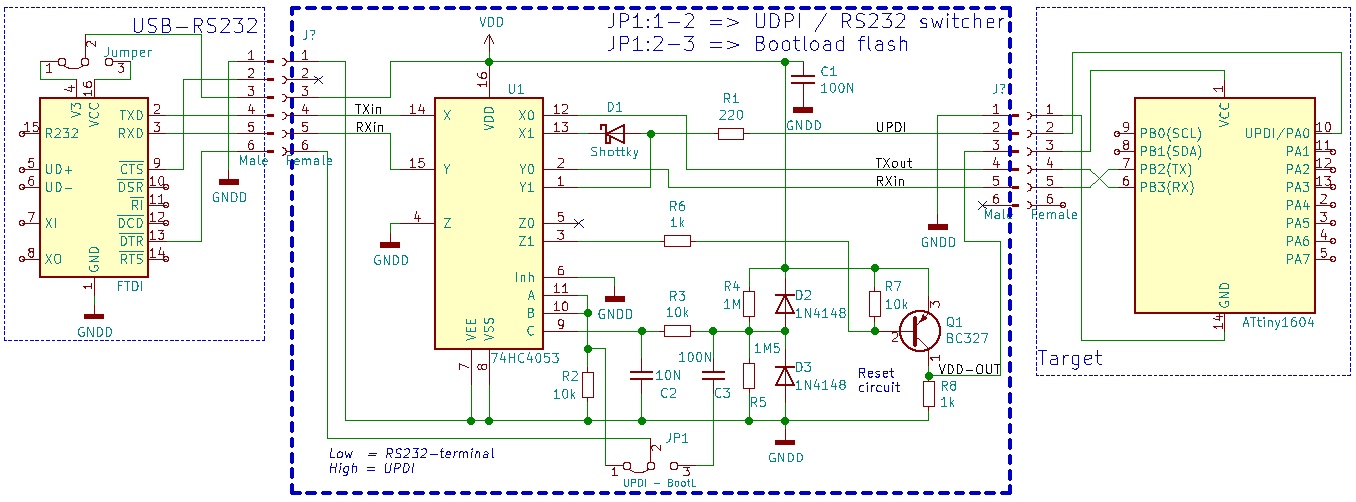 USB-RS232
JP1:1-2 => UDPI / RS232 switcher
JP1:2-3 => Bootload flash
Jumper
1
2
3
4
16
V3
VCC
15
R232
TXD
2
RXD
3
5
UD+
6
UD-
CTS
9
DSR
10
RI
11
7
XI
DCD
12
DTR
13
8
XO
RTS
14
GND
1
FTDI
GNDD
J?
1
1
2
2
3
3
4
4
5
5
6
6
Male
Female
GNDD
TXin
RXin
VDD
16
U1
VDD
14
X
15
Y
4
Z
GNDD
X0
12
X1
13
Y0
2
Y1
1
Z0
5
Z1
3
Inh
6
A
11
B
10
C
9
VEE
VSS
7
8
74HC4053
GNDD
D1
Shottky
R1
220
C1
100N
GNDD
UPDI
TXout
RXin
R6
1k
R3
10k
R4
1M
D2
1N4148
R7
10k
3
2
1
Q1
BC327
VDD-OUT
R2
10k
10N
C2
100N
C3
1M5
R5
D3
1N4148
Reset
circuit
R8
1k
GNDD
JP1
1
2
3
UPDI - BootL
Low = RS232-terminal
High = UPDI
J?
1
1
2
2
3
3
4
4
5
5
6
6
Male
Female
GNDD
1
VCC
9
PB0(SCL)
8
PB1(SDA)
7
PB2(TX)
6
PB3(RX)
UPDI/PA0
10
PA1
11
PA2
12
PA3
13
PA4
2
PA5
3
PA6
4
PA7
5
GND
14
ATtiny1604
Target